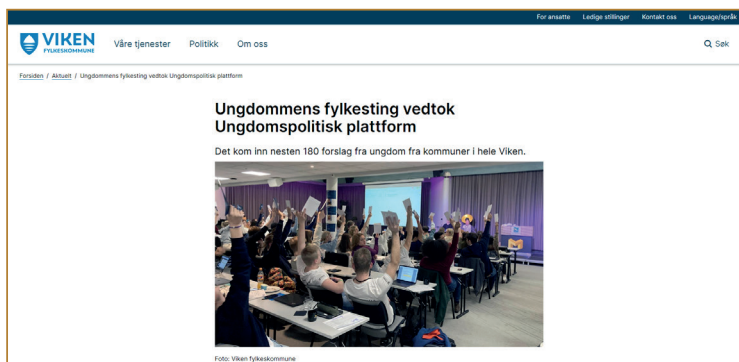 For ansatte Ledige stillinger Kontakt oss Language/språk
VIKEN
FYLKESKOMMUNE
Våre tjenester Politikk Om oss
Søk
Forsiden / Aktuelt / Ungdommens fylkesting vedtok Ungdomspolitisk plattform
Ungdommens fylkesting vedtok
Ungdomspolitisk plattform
Det kom inn nesten 180 forslag fra ungdom fra kommuner i hele Viken.
Foto: Viken fylkeskommune